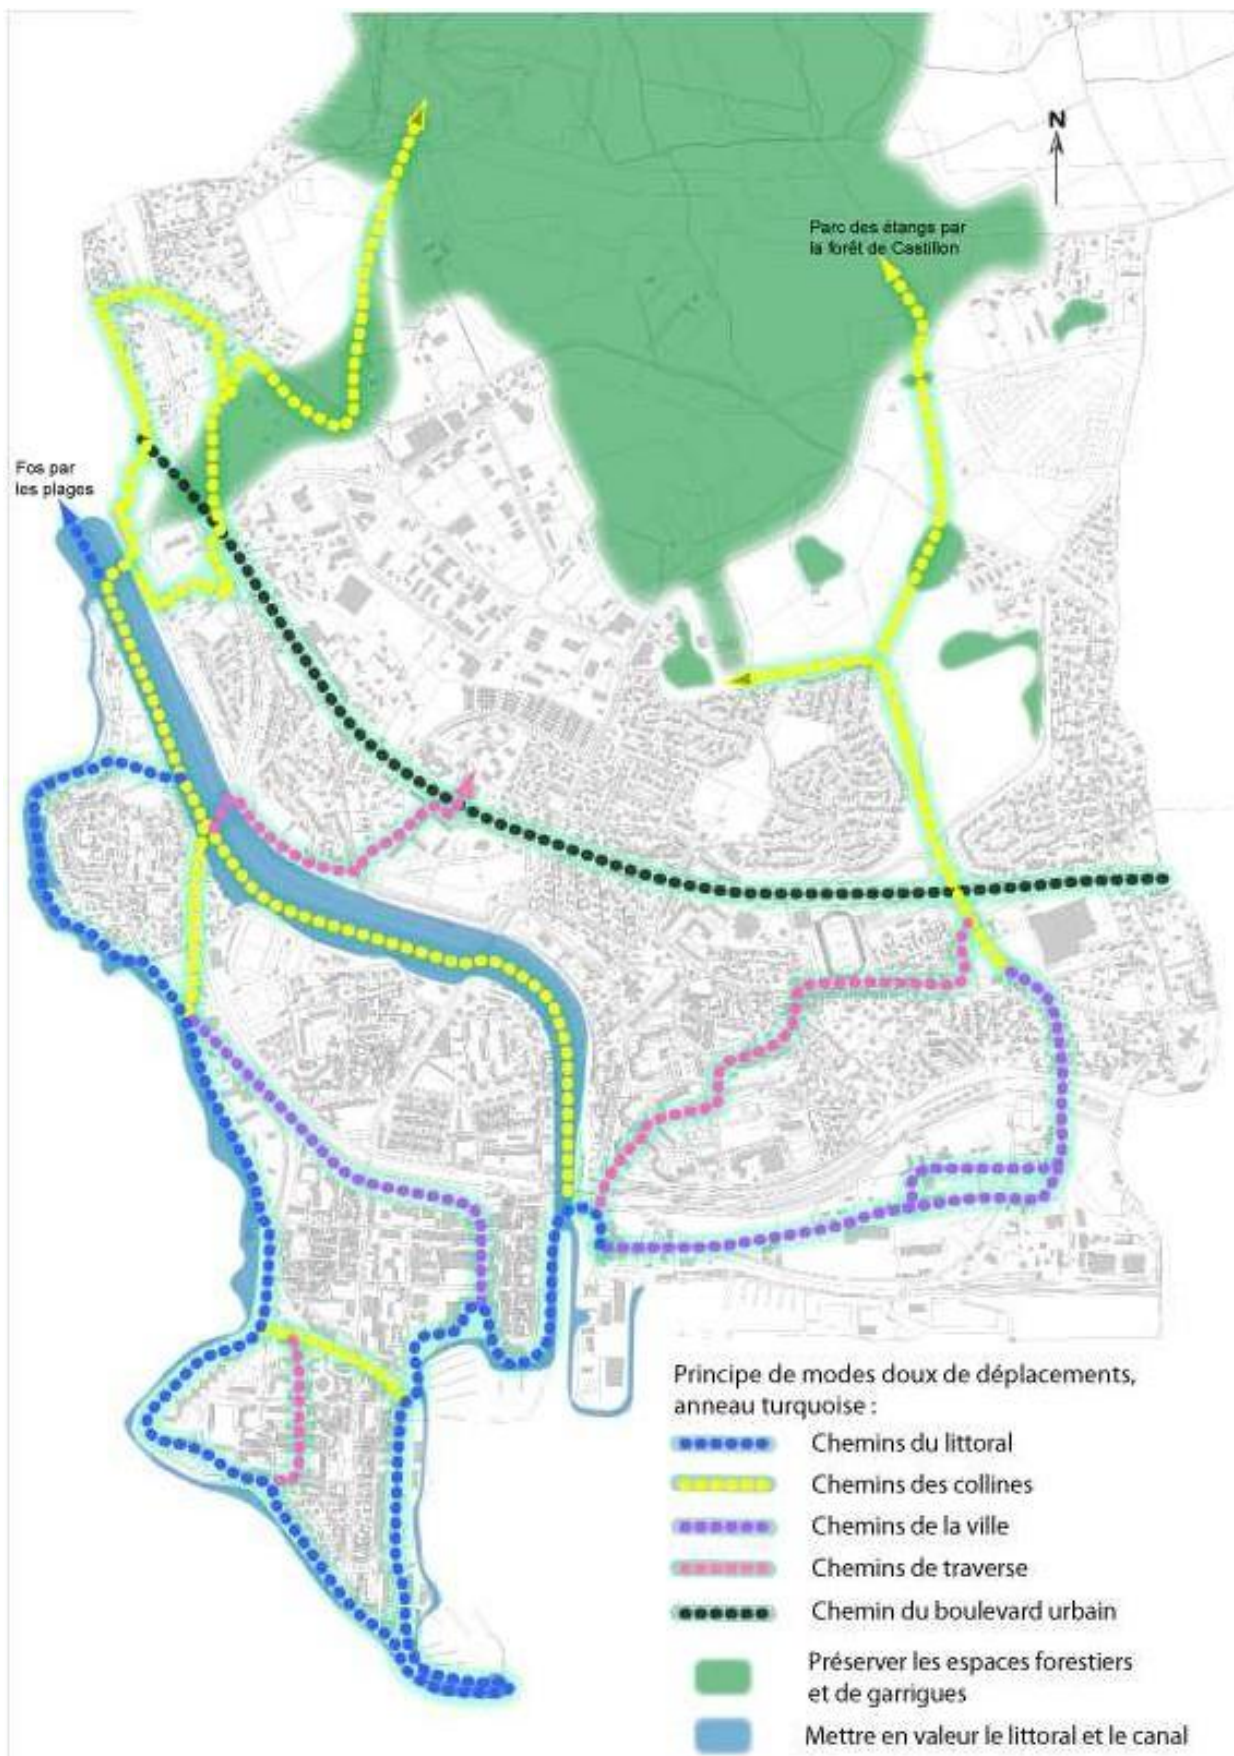 N
Parc des étangs par
la forêt de Castillon
Fos par
les plages
Principe de modes doux de déplacements,
anneau turquoise :
Chemins du littoral
Chemins des collines
Chemins de la ville
Chemins de traverse
Chemin du boulevard urbain
Préserver les espaces forestiers
et de garrigues
Mettre en valeur le littoral et le canal